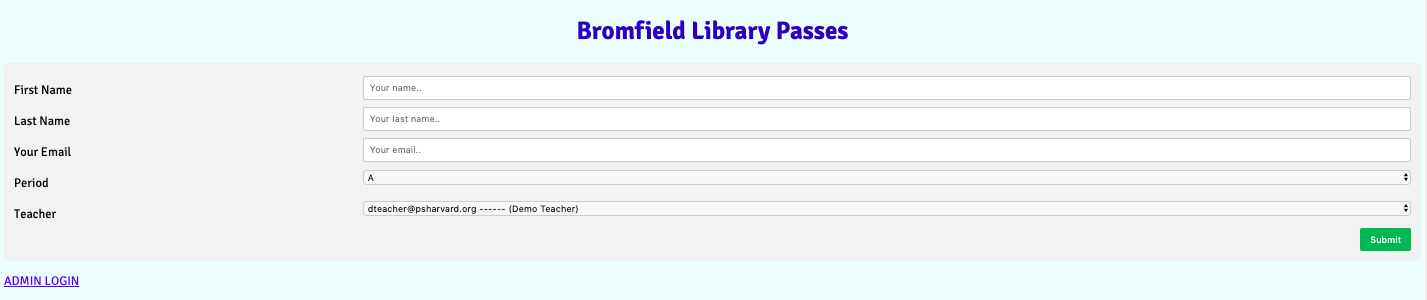 Bromfield Library Passes
First Name
Your name..
Last Name
Your last name..
Your Email
Your email..
Period
A
Teacher
dteacher@psharvard.org ------ (Demo Teacher)
Submit
ADMIN LOGIN